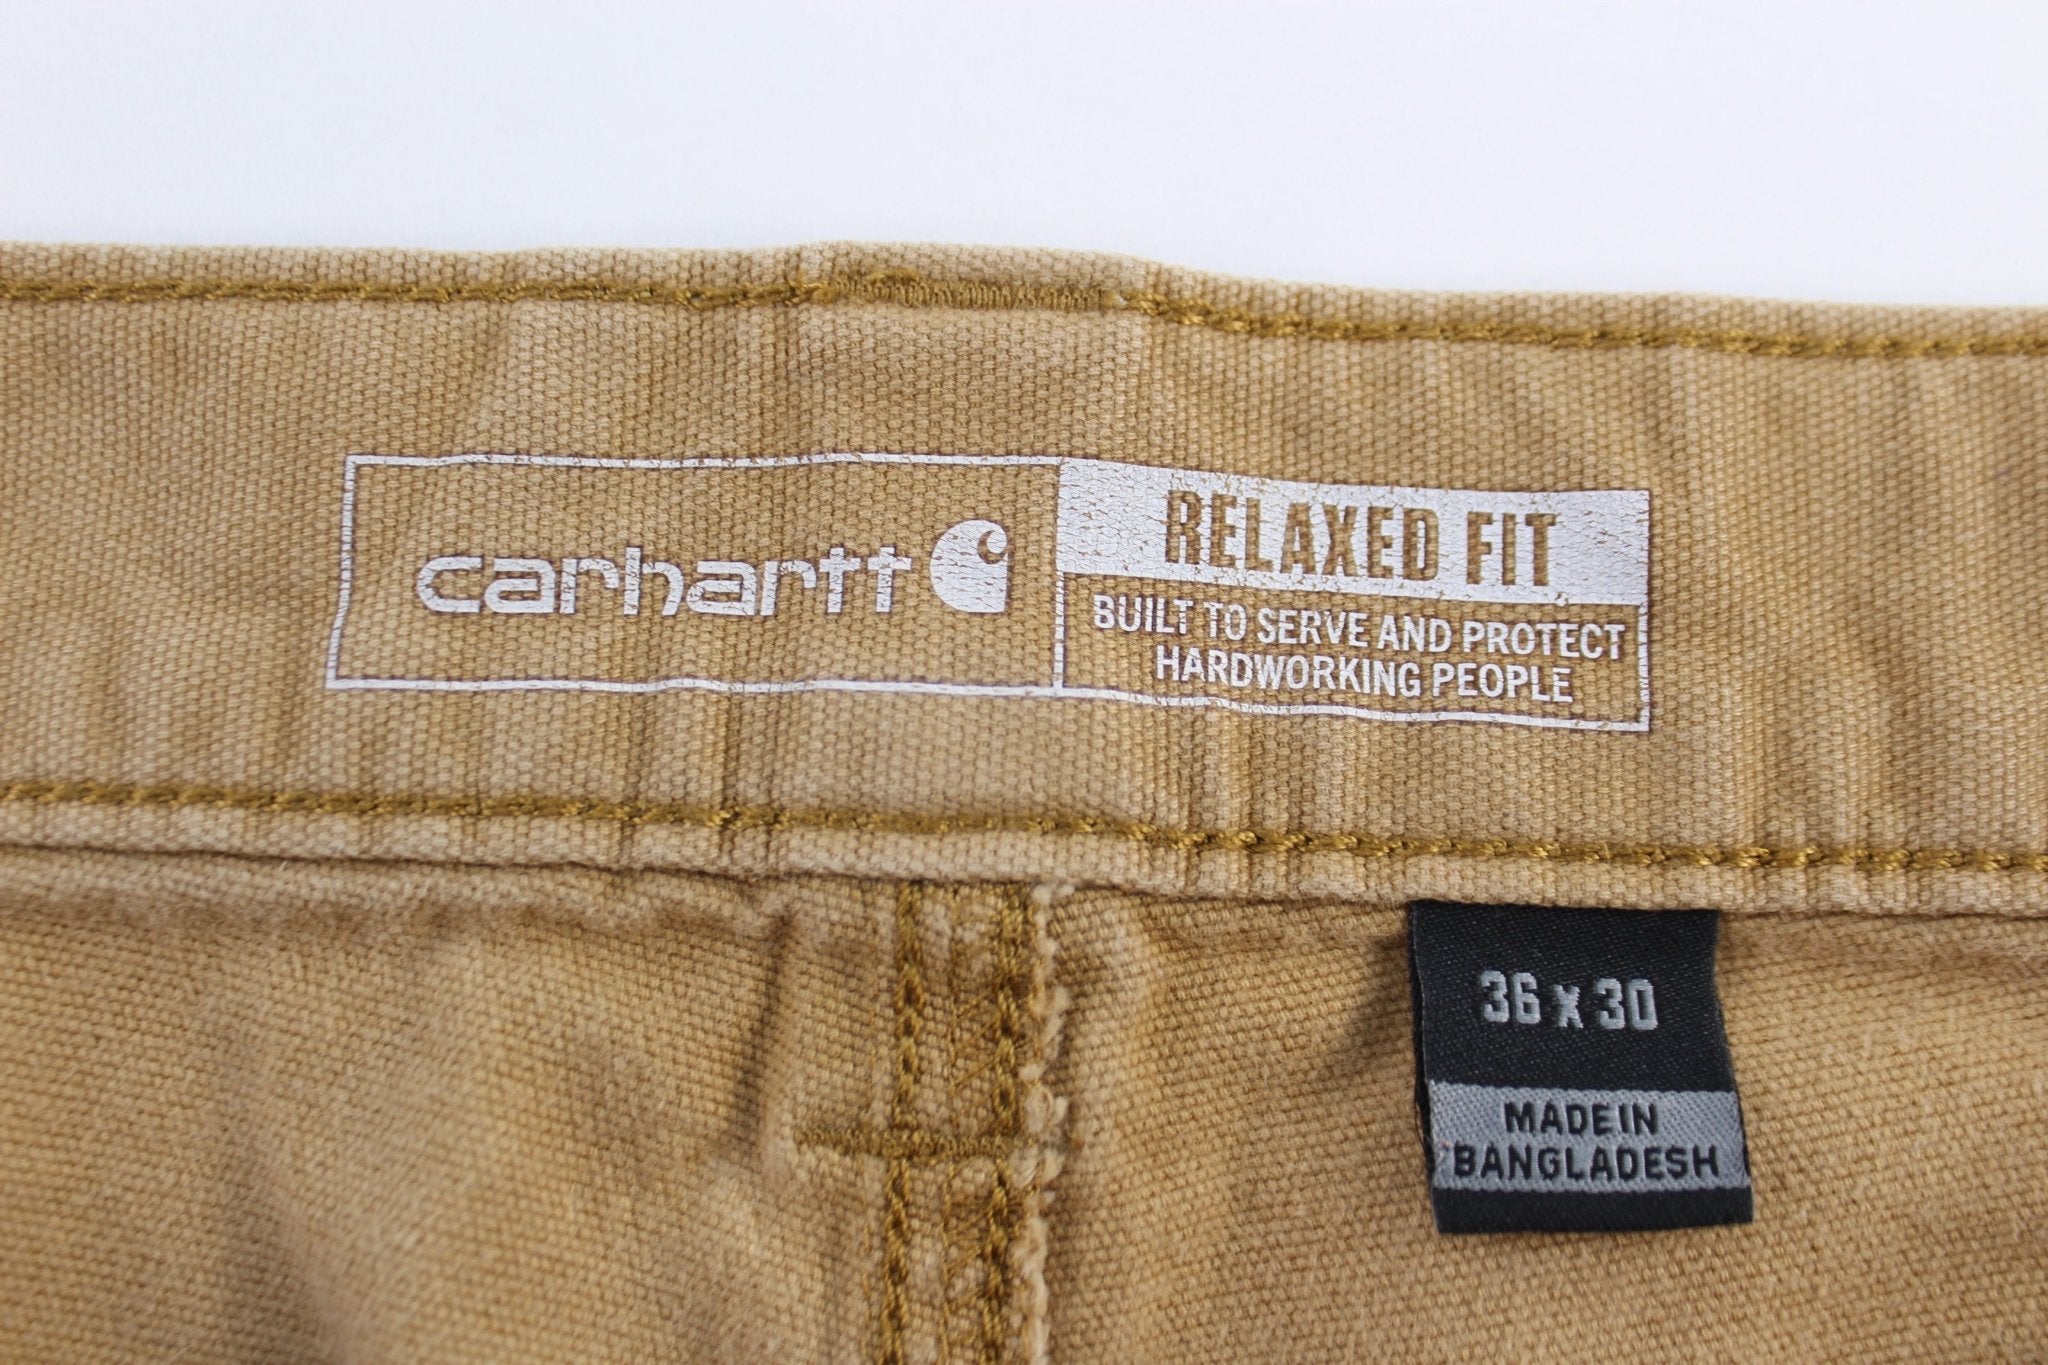 carhartt
RELAXED FIT
BUILT TO SERVE AND PROTECT
HARDWORKING PEOPLE
36 X 30
MADE IN
BANGLADESH